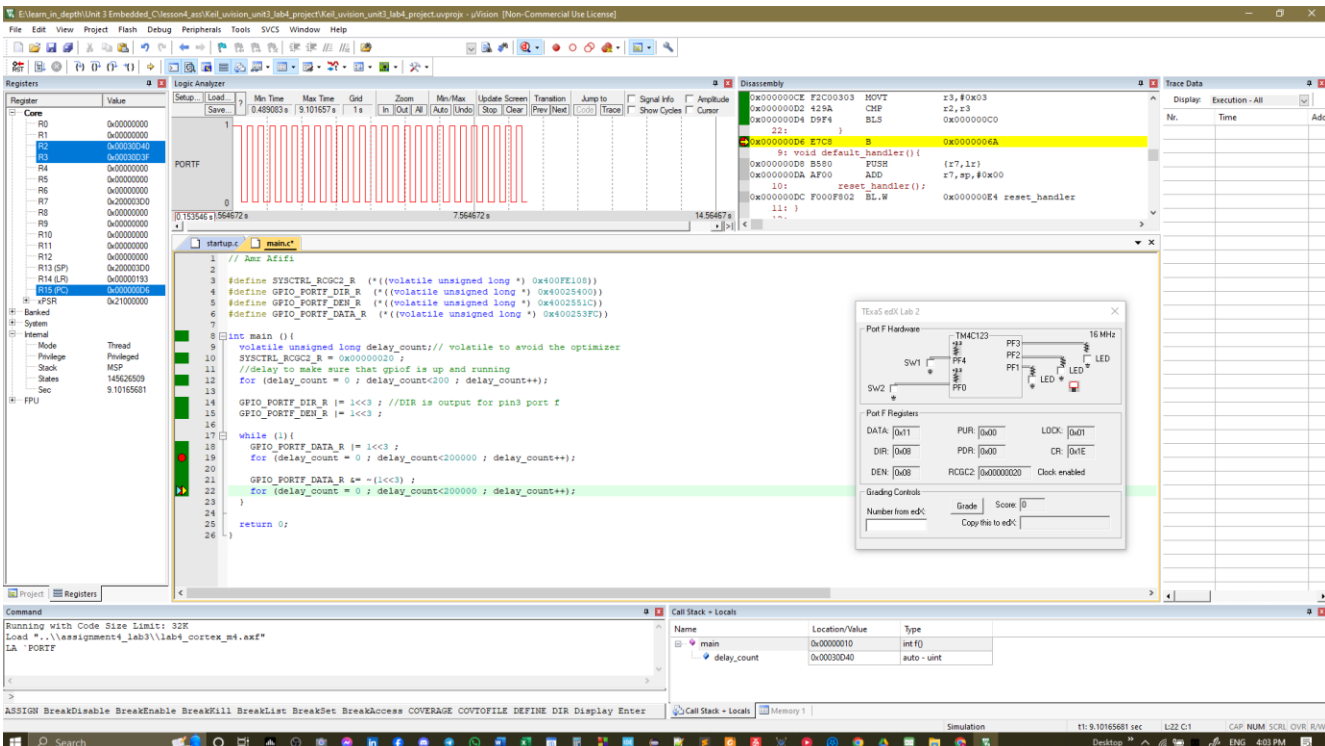 E:\learn_in_depth\Unit 3 Embedded_C\lesson4_ass\Keil_uvision_unit3_lab4_project\Keil_uvision_unit3_lab4_project.uvprojx - µVision [Non-Commercial Use License]
File Edit View Project Flash Debug Peripherals Tools SVCS Window Help
Registers
Register Value
Core
R0 0x00000000
R1 0x00000000
R2 0x00030D40
R3 0x00030D3F
R4 0x00000000
R5 0x00000000
R6 0x00000000
R7 0x200003D0
R8 0x00000000
R9 0x00000000
R10 0x00000000
R11 0x00000000
R12 0x00000000
R13 (SP) 0x200003D0
R14 (LR) 0x00000193
R15 (PC) 0x000000D6
xPSR 0x21000000
Banked
System
Internal
Mode Thread
Privilege Privileged
Stack MSP
States 145626509
Sec 9.10165681
FPU
Project Registers
Logic Analyzer
Setup... Load... ? Min Time Max Time Grid Zoom Min/Max Update Screen Transition Jump to Signal Info Amplitude
Save... 0.489083 s 9.101657 s 1 s In Out All Auto Undo Stop Clear Prev Next Code Trace Show Cycles Cursor
1
PORTF
0
0.153546 s 564672 s 7.564672 s 14.56467 s
Disassembly
0x000000CE F2C00303 MOVT r3,#0x03
0x000000D2 429A CMP r2,r3
0x000000D4 D9F4 BLS 0x000000C0
22: }
0x000000D6 E7C8 B 0x0000006A
9: void default_handler(){
0x000000D8 B580 PUSH {r7,lr}
0x000000DA AF00 ADD r7,sp,#0x00
10: reset_handler();
0x000000DC F000F802 BL.W 0x000000E4 reset_handler
11: }
Trace Data
Display: Execution - All
Nr. Time Add
startup.c main.c*
1 // Amr Afifi
2
3 #define SYSCTRL_RCGC2_R (*((volatile unsigned long *) 0x400FE108))
4 #define GPIO_PORTF_DIR_R (*((volatile unsigned long *) 0x40025400))
5 #define GPIO_PORTF_DEN_R (*((volatile unsigned long *) 0x4002551C))
6 #define GPIO_PORTF_DATA_R (*((volatile unsigned long *) 0x400253FC))
7
8 int main (){
9 volatile unsigned long delay_count;// volatile to avoid the optimizer
10 SYSCTRL_RCGC2_R = 0x00000020 ;
11 //delay to make sure that gpiof is up and running
12 for (delay_count = 0 ; delay_count<200 ; delay_count++);
13
14 GPIO_PORTF_DIR_R |= 1<<3 ; //DIR is output for pin3 port f
15 GPIO_PORTF_DEN_R |= 1<<3 ;
16
17 while (1){
18 GPIO_PORTF_DATA_R |= 1<<3 ;
19 for (delay_count = 0 ; delay_count<200000 ; delay_count++);
20
21 GPIO_PORTF_DATA_R &= ~(1<<3) ;
22 for (delay_count = 0 ; delay_count<200000 ; delay_count++);
23 }
24
25 return 0;
26 }
TExaS edX Lab 2
Port F Hardware
TM4C123 16 MHz
PF3
PF2
PF1
SW1 PF4
LED
LED
LED
SW2 PF0
Port F Registers
DATA: 0x11 PUR: 0x00 LOCK: 0x01
DIR: 0x08 PDR: 0x00 CR: 0x1E
DEN: 0x08 RCGC2: 0x00000020 Clock enabled
Grading Controls
Number from edX: Grade Score: 0
Copy this to edX:
Command
Running with Code Size Limit: 32K
Load "..\\assignment4_lab3\\lab4_cortex_m4.axf"
LA `PORTF
>
ASSIGN BreakDisable BreakEnable BreakKill BreakList BreakSet BreakAccess COVERAGE COVTOFILE DEFINE DIR Display Enter
Call Stack + Locals
Name Location/Value Type
main 0x00000010 int f()
delay_count 0x00030D40 auto - uint
Call Stack + Locals Memory 1
Simulation t1: 9.10165681 sec L:22 C:1 CAP NUM SCRL OVR R/W
Search
Desktop ENG 4:03 PM